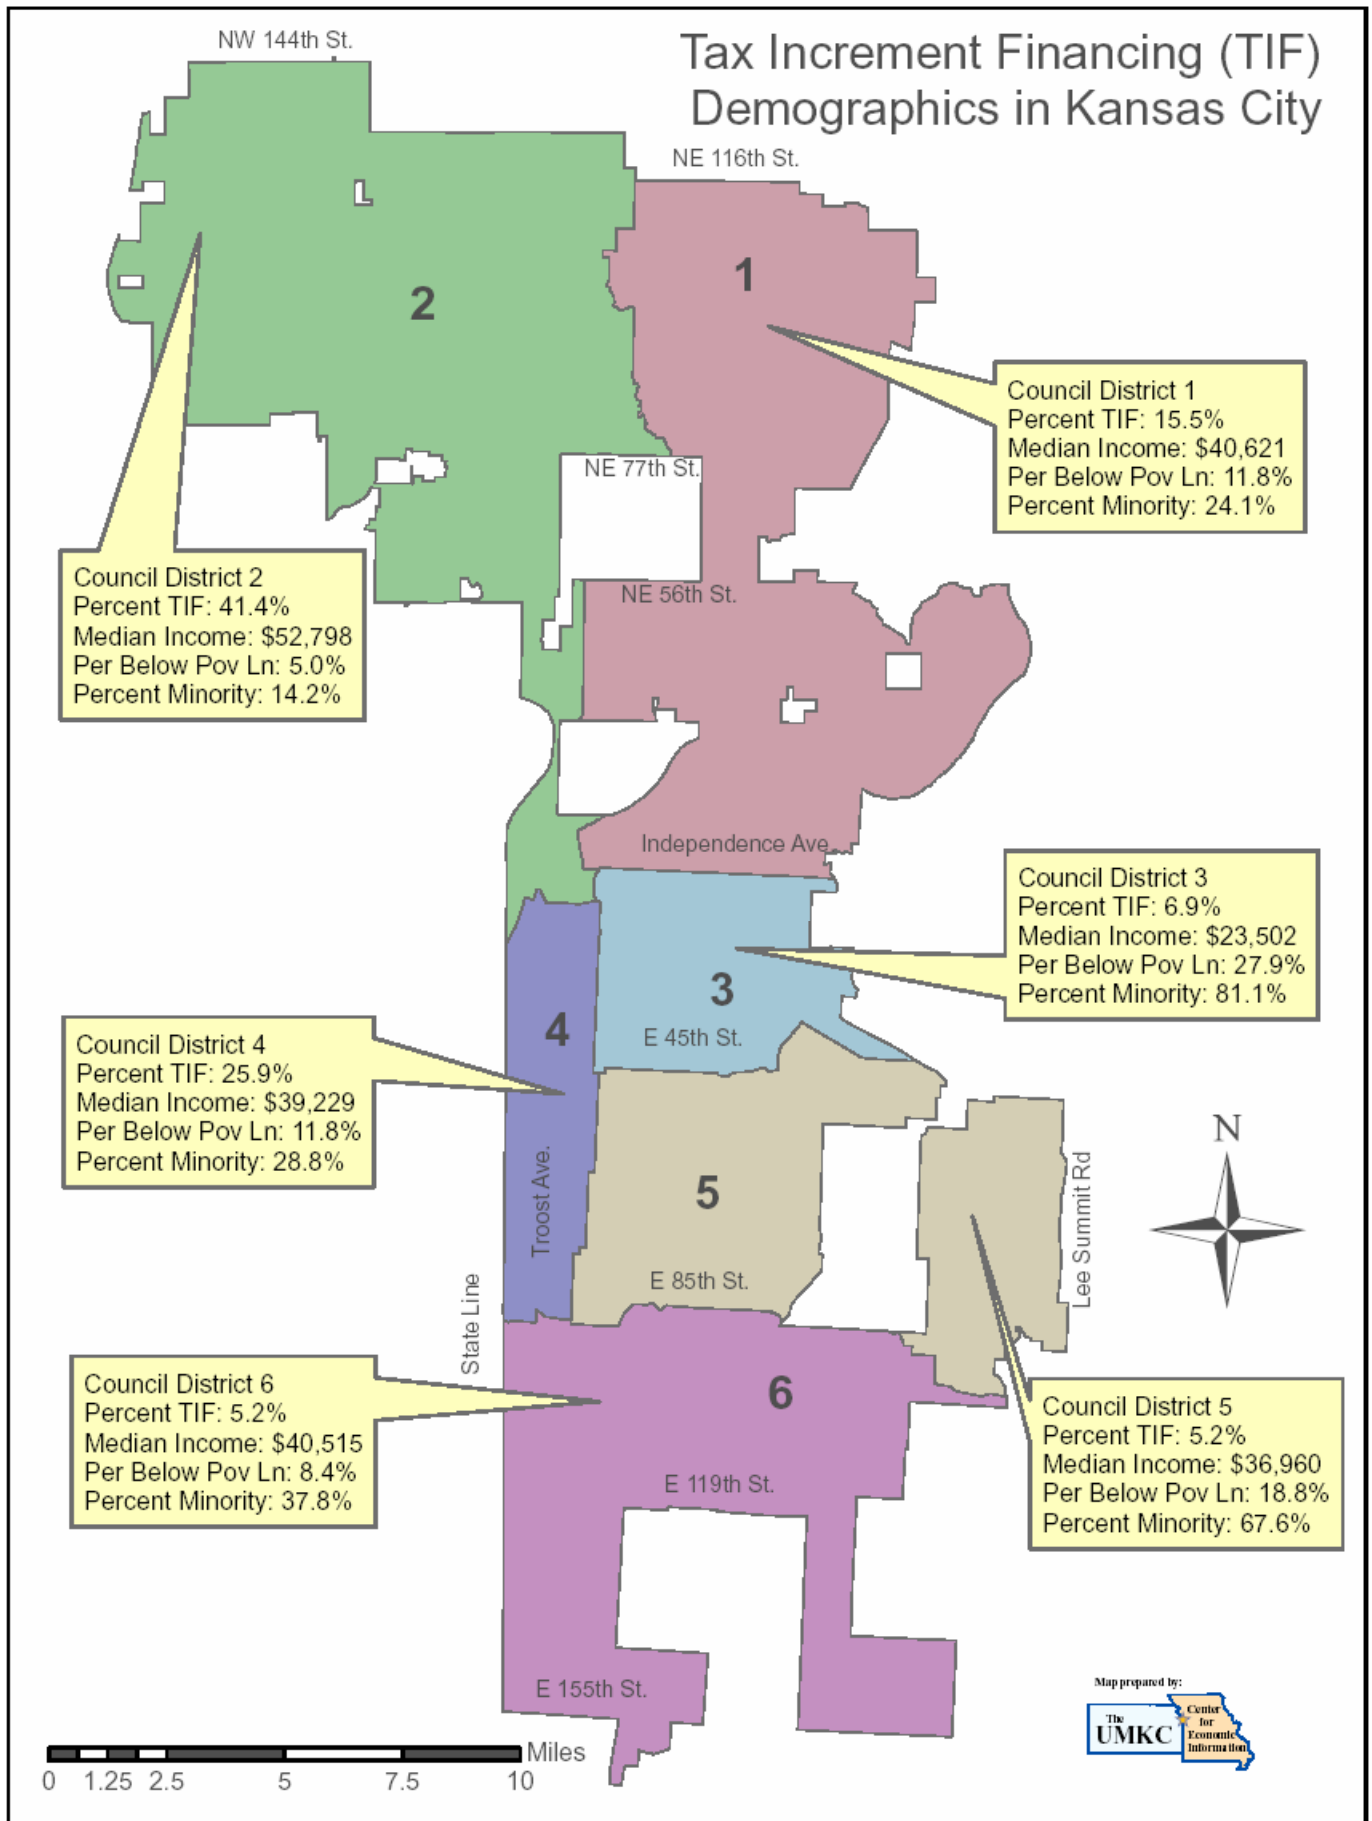 NW 144th St.
Tax Increment Financing (TIF)
Demographics in Kansas City
NE 116th St.
1
2
Council District 1
Percent TIF: 15.5%
Median Income: $40,621
Per Below Pov Ln: 11.8%
Percent Minority: 24.1%
NE 77th St.
Council District 2
Percent TIF: 41.4%
Median Income: $52,798
Per Below Pov Ln: 5.0%
Percent Minority: 14.2%
NE 56th St.
Independence Ave.
Council District 3
Percent TIF: 6.9%
Median Income: $23,502
Per Below Pov Ln: 27.9%
Percent Minority: 81.1%
3
4
E 45th St.
Council District 4
Percent TIF: 25.9%
Median Income: $39,229
Per Below Pov Ln: 11.8%
Percent Minority: 28.8%
N
Troost Ave.
5
Lee Summit Rd
E 85th St.
State Line
Council District 6
Percent TIF: 5.2%
Median Income: $40,515
Per Below Pov Ln: 8.4%
Percent Minority: 37.8%
6
Council District 5
Percent TIF: 5.2%
Median Income: $36,960
Per Below Pov Ln: 18.8%
Percent Minority: 67.6%
E 119th St.
E 155th St.
Map prepared by:
The
UMKC
Center
for
Economic
Information
Miles
0 1.25 2.5 5 7.5 10